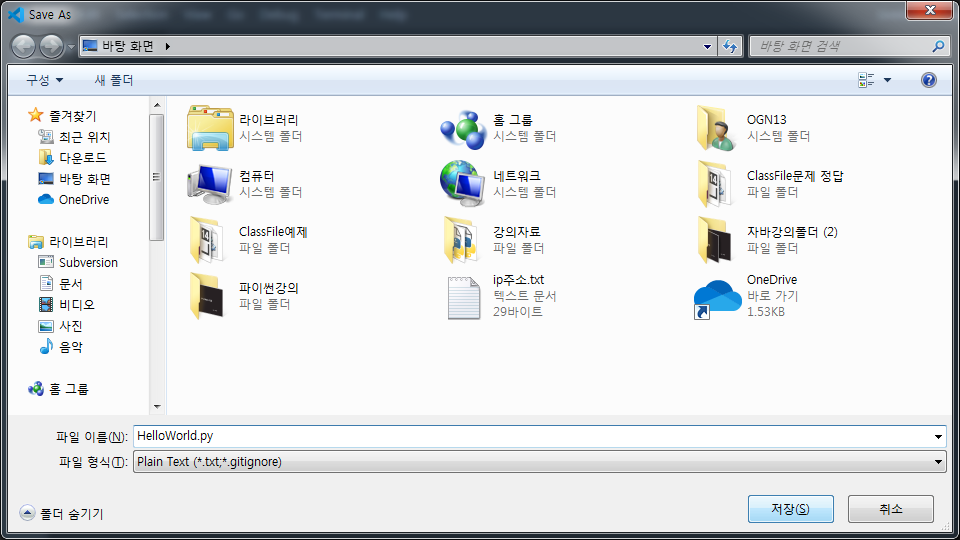 Save As
바탕 화면
바탕 화면 검색
구성
새 폴더
즐겨찾기
최근 위치
다운로드
바탕 화면
OneDrive
라이브러리
Subversion
문서
비디오
사진
음악
홈 그룹
라이브러리
시스템 폴더
홈 그룹
시스템 폴더
OGN13
시스템 폴더
컴퓨터
시스템 폴더
네트워크
시스템 폴더
ClassFile문제 정답
파일 폴더
ClassFile예제
파일 폴더
강의자료
파일 폴더
자바강의폴더 (2)
파일 폴더
파이썬강의
파일 폴더
ip주소.txt
텍스트 문서
29바이트
OneDrive
바로 가기
1.53KB
파일 이름(N): HelloWorld.py
파일 형식(T): Plain Text (*.txt;*.gitignore)
폴더 숨기기
저장(S)
취소